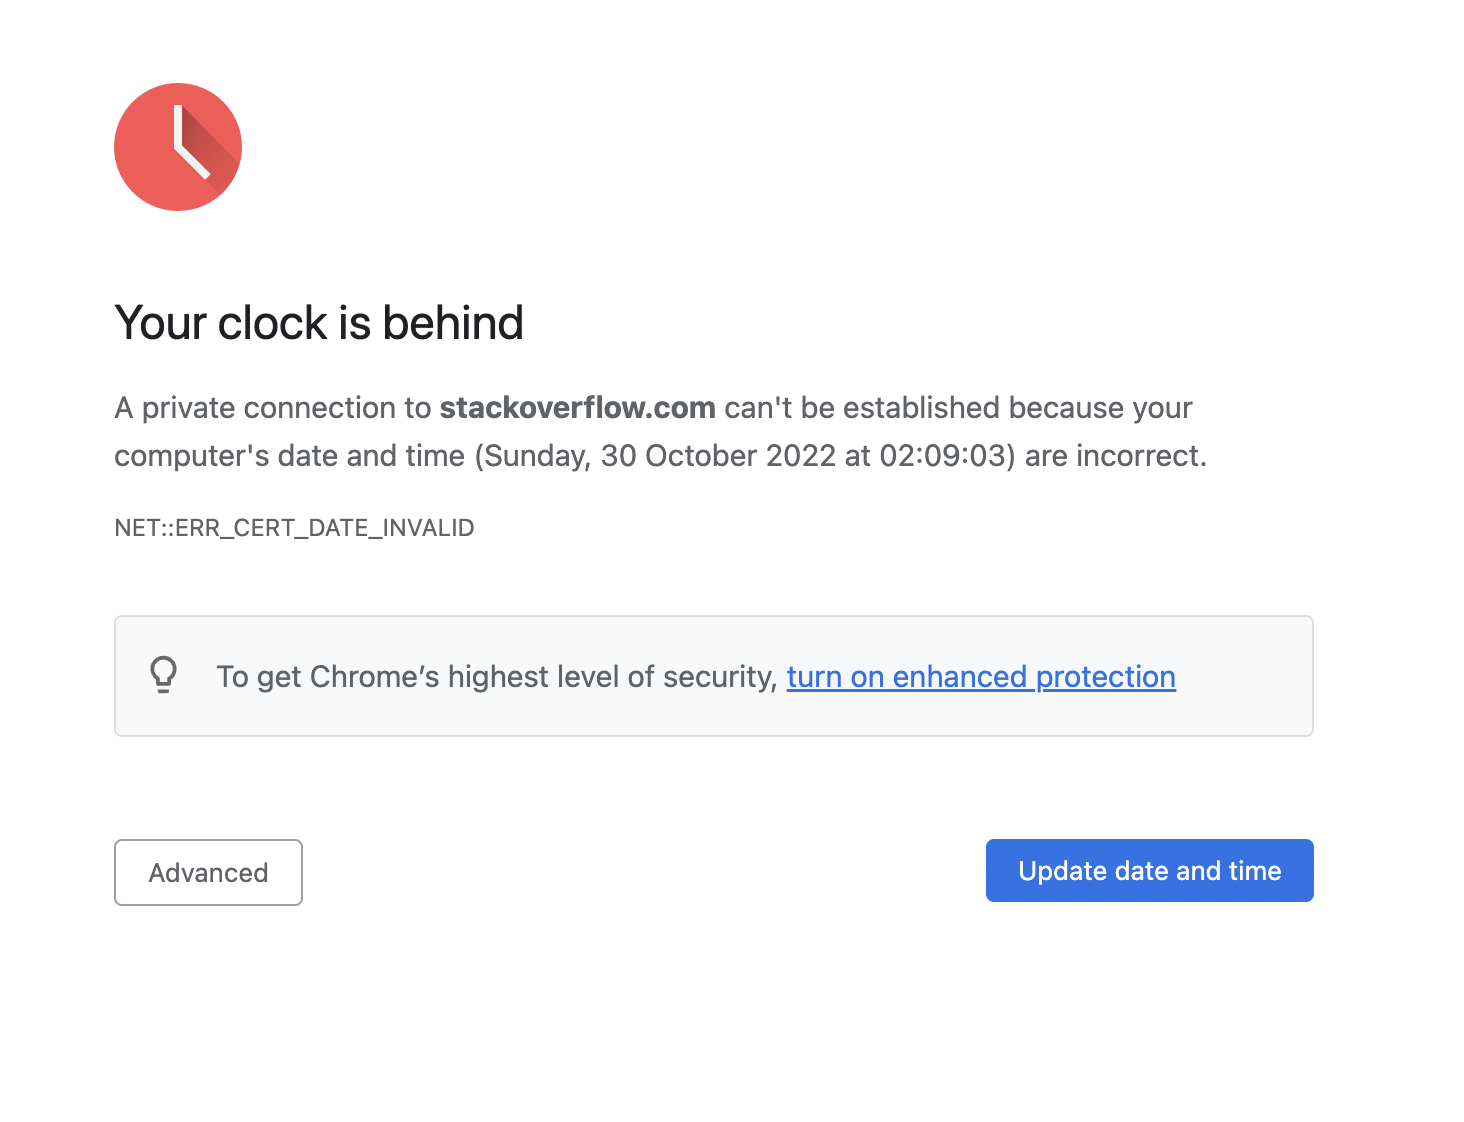 Your clock is behind
A private connection to stackoverflow.com can't be established because your
computer's date and time (Sunday, 30 October 2022 at 02:09:03) are incorrect.
NET::ERR_CERT_DATE_INVALID
To get Chrome’s highest level of security, turn on enhanced protection
Advanced
Update date and time